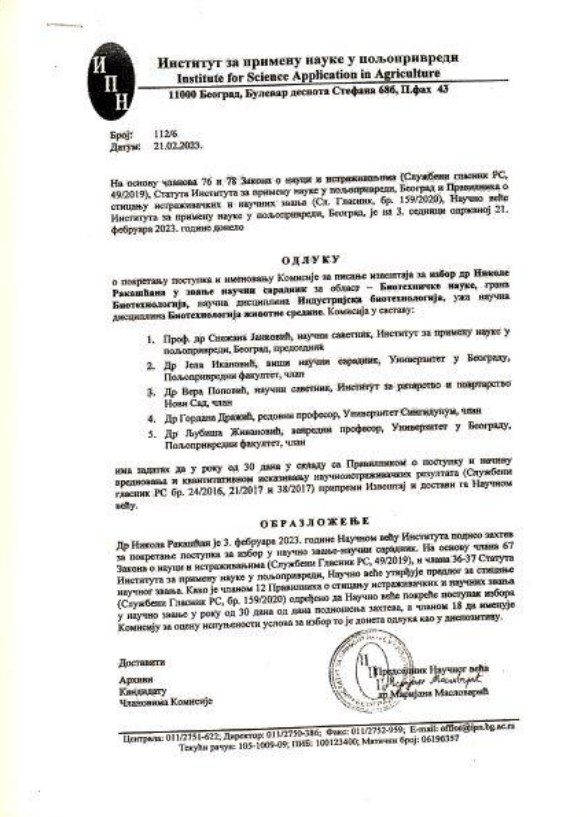 ИПН
Институт за примену науке у пољопривреди
Institute for Science Application in Agriculture
11000 Београд, Булевар деспота Стефана 68б, П.фах 43
Број: 112/6
Датум: 21.02.2023.
На основу чланова 76 и 78 Закона о науци и истраживањима (Службени гласник РС,
49/2019), Статута Института за примену науке у пољопривреди, Београд и Правилника о
стицању истраживачких и научних звања (Сл. Гласник, бр. 159/2020), Научно веће
Института за примену науке у пољопривреди, Београд, је на 3. седници одржаној 21.
фебруара 2023. године донело
ОДЛУКУ
о покретању поступка и именовању Комисије за писање извештаја за избор др Николе
Ракашћана у звање научни сарадник за област – Биотехничке науке, грана
Биотехнологија, научна дисциплина Индустријска биотехнологија, ужа научна
дисциплина Биотехнологија животне средине. Комисија у саставу:
1. Проф. др Снежана Јанковић, научни саветник, Институт за примену науке у
пољопривреди, Београд, председник
2. Др Јела Икановић, виши научни сарадник, Универзитет у Београду,
Пољопривредни факултет, члан
3. Др Вера Поповић, научни саветник, Институт за ратарство и повртарство
Нови Сад, члан
4. Др Гордана Дражић, редовни професор, Универзитет Сингидунум, члан
5. Др Љубиша Живановић, ванредни професор, Универзитет у Београду,
Пољопривредни факултет, члан
има задатак да у року од 30 дана у складу са Правилником о поступку и начину
вредновања и квантитативном исказивању научноистраживачких резултата (Службени
гласник РС бр. 24/2016, 21/2017 и 38/2017) припреми Извештај и достави га Научном
већу.
ОБРАЗЛОЖЕЊЕ
Др Никола Ракашћан је 3. фебруара 2023. године Научном већу Института поднео захтев
за покретање поступка за избор у научно звање-научни сарадник. На основу члана 67
Закона о науци и истраживањима (Службени Гласник РС, 49/2019), и члана 36-37 Статута
Института за примену науке у пољопривреди, Научно веће утврђује предлог за стицање
научног звања. Како је чланом 12 Правилника о стицању истраживачких и научних звања
(Службени Гласник РС, бр. 159/2020) одређено да Научно веће покреће поступак избора
у научно звање у року од 30 дана од дана подношења захтева, а чланом 18 да именује
Комисију за оцену испуњености услова за избор то је донета одлука као у диспозитиву.
Доставити
Архиви
Кандидату
Члановима Комисије
Председник Научног већа
др Маријана Масловарић
Централа: 011/2751-622; Директор: 011/2750-386; Факс: 011/2752-959; E-mail: office@ipn.bg.ac.rs
Текући рачун: 105-1009-09; ПИБ: 100123400; Матични број: 06190357